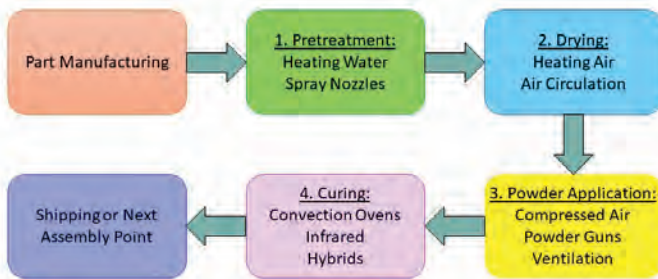 Part Manufacturing
1. Pretreatment:
Heating Water
Spray Nozzles
2. Drying:
Heating Air
Air Circulation
3. Powder Application:
Compressed Air
Powder Guns
Ventilation
4. Curing:
Convection Ovens
Infrared
Hybrids
Shipping or Next
Assembly Point